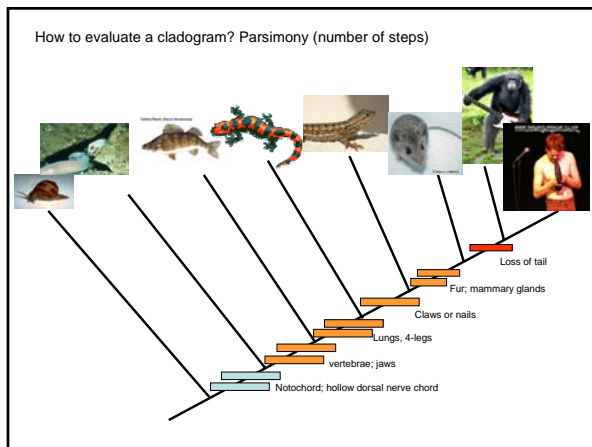 How to evaluate a cladogram? Parsimony (number of steps)
Loss of tail
Fur; mammary glands
Claws or nails
Lungs, 4-legs
vertebrae; jaws
Notochord; hollow dorsal nerve chord